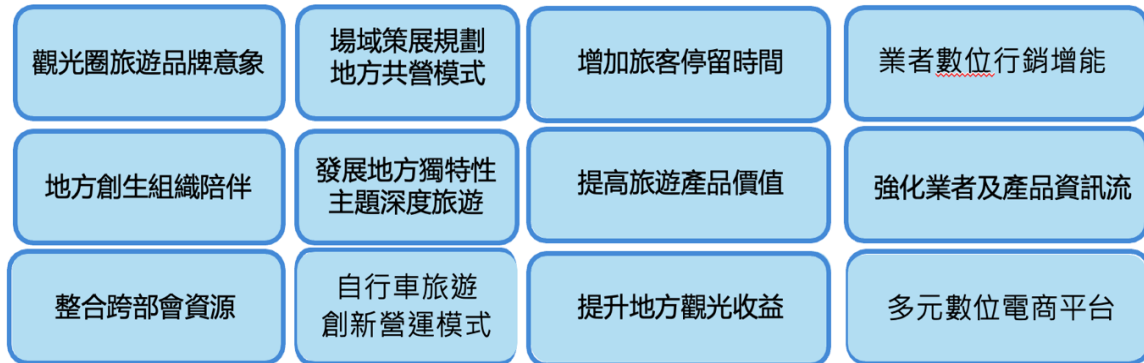 觀光圈旅遊品牌意象
場域策展規劃
地方共營模式
增加旅客停留時間
業者數位行銷增能
地方創生組織陪伴
發展地方獨特性
主題深度旅遊
提高旅遊產品價值
強化業者及產品資訊流
整合跨部會資源
自行車旅遊
創新營運模式
提升地方觀光收益
多元數位電商平台